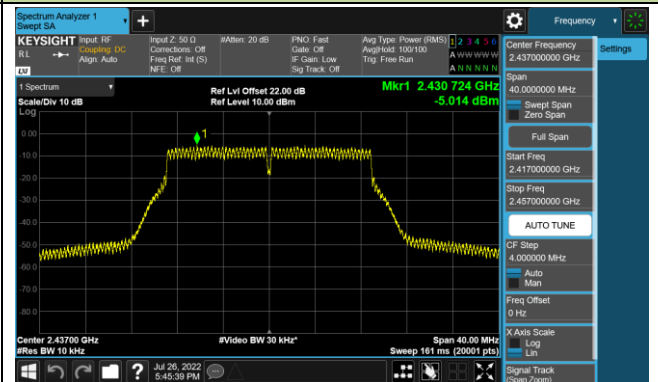 Spectrum Analyzer 1
Swept SA
Frequency
KEYSIGHT
Input: RF
Coupling: DC
Align: Auto
Input Z: 50 Ω
Corrections: Off
Freq Ref: Int (S)
NFE: Off
#Atten: 20 dB
PNO: Fast
Gate: Off
IF Gain: Low
Sig Track: Off
Avg Type: Power (RMS)
Avg|Hold: 100/100
Trig: Free Run
1 2 3 4 5 6
A W W W W W
A N N N N N
RL
LXI
1 Spectrum
Scale/Div 10 dB
Log
Ref Lvl Offset 22.00 dB
Ref Level 10.00 dBm
Mkr1 2.430 724 GHz
-5.014 dBm
1
0.00
-10.0
-20.0
-30.0
-40.0
-50.0
-60.0
-80.0
Center 2.43700 GHz
#Res BW 10 kHz
#Video BW 30 kHz*
Span 40.00 MHz
Sweep 161 ms (20001 pts)
Jul 26, 2022
5:45:39 PM
Center Frequency
2.437000000 GHz
Span
40.0000000 MHz
Swept Span
Zero Span
Full Span
Start Freq
2.417000000 GHz
Stop Freq
2.457000000 GHz
AUTO TUNE
CF Step
4.000000 MHz
Auto
Man
Freq Offset
0 Hz
X Axis Scale
Log
Lin
Signal Track
(Span Zoom)
Settings